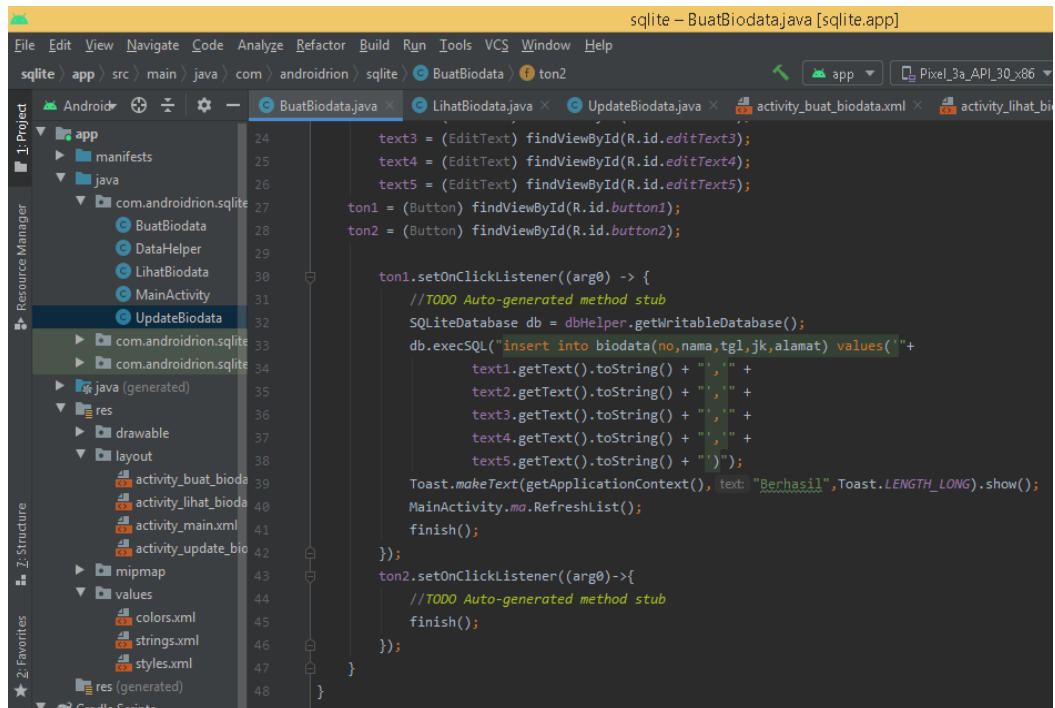 sqlite – BuatBiodata.java [sqlite.app]
File Edit View Navigate Code Analyze Refactor Build Run Tools VCS Window Help
sqlite app src main java com androidrion sqlite BuatBiodata ton2 app Pixel_3a_API_30_x86
Android BuatBiodata.java LihatBiodata.java UpdateBiodata.java activity_buat_biodata.xml activity_lihat_bi
1: Project
Resource Manager
7: Structure
2: Favorites
app
manifests
java
com.androidrion.sqlite
BuatBiodata
DataHelper
LihatBiodata
MainActivity
UpdateBiodata
com.androidrion.sqlite
com.androidrion.sqlite
java (generated)
res
drawable
layout
activity_buat_bioda
activity_lihat_bioda
activity_main.xml
activity_update_bio
mipmap
values
colors.xml
strings.xml
styles.xml
res (generated)
24 text3 = (EditText) findViewById(R.id.editText3);
25 text4 = (EditText) findViewById(R.id.editText4);
26 text5 = (EditText) findViewById(R.id.editText5);
27 ton1 = (Button) findViewById(R.id.button1);
28 ton2 = (Button) findViewById(R.id.button2);
29
30 ton1.setOnClickListener((arg0) -> {
31 //TODO Auto-generated method stub
32 SQLiteDatabase db = dbHelper.getWritableDatabase();
33 db.execSQL("insert into biodata(no,nama,tgl,jk,alamat) values('"+
34 text1.getText().toString() + "','" +
35 text2.getText().toString() + "','" +
36 text3.getText().toString() + "','" +
37 text4.getText().toString() + "','" +
38 text5.getText().toString() + "')");
39 Toast.makeText(getApplicationContext(), text: "Berhasil",Toast.LENGTH_LONG).show();
40 MainActivity.ma.RefreshList();
41 finish();
42 });
43 ton2.setOnClickListener((arg0)->{
44 //TODO Auto-generated method stub
45 finish();
46 });
47 }
48 }